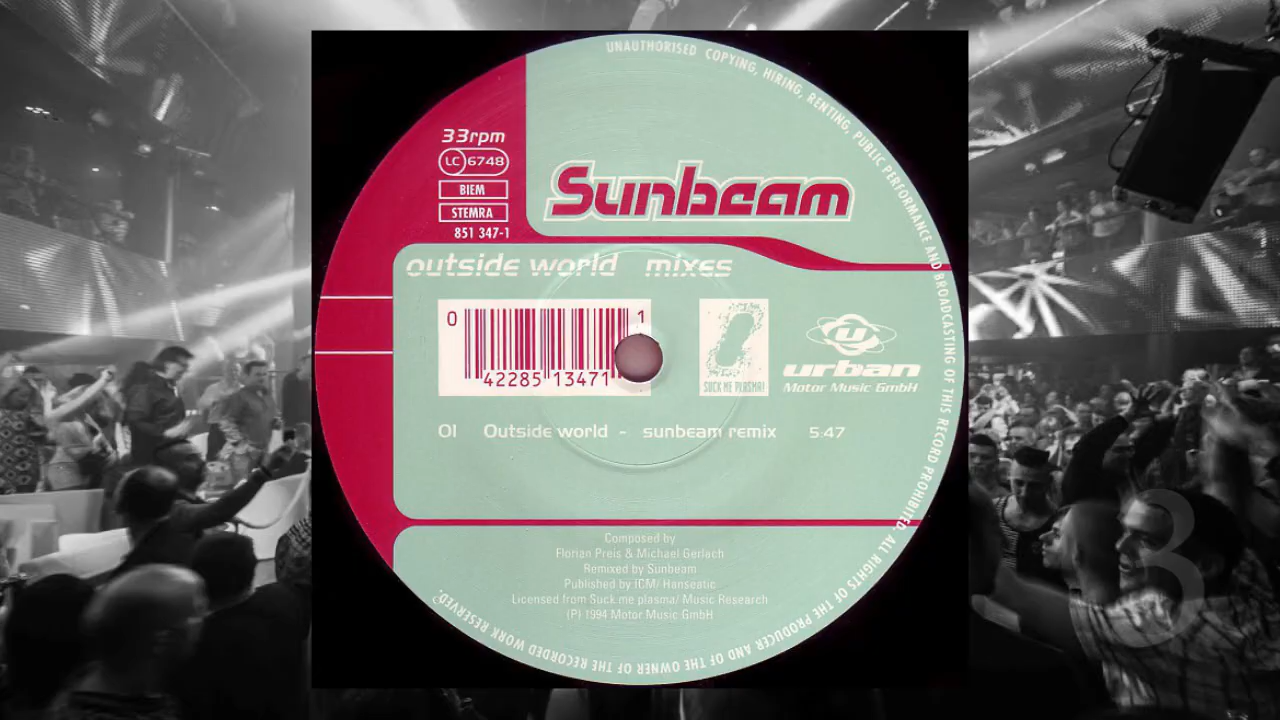 UNAUTHORISED COPYING, HIRING, RENTING, PUBLIC PERFORMANCE AND BROADCASTING OF THIS RECORD PROHIBITED. ALL RIGHTS OF THE PRODUCER AND OF THE OWNER OF THE RECORDED WORK RESERVED.
33rpm
LC 6748
BIEM
STEMRA
851 347-1
Sunbeam
outside world mixes
0 1
42285 13471
SUCK ME PLASMA!
U
urban
Motor Music GmbH
01 Outside world - sunbeam remix 5:47
Composed by
Florian Preis & Michael Gerlach
Remixed by Sunbeam
Published by ICM/ Hanseatic
Licensed from Suck me plasma/ Music Research
(P) 1994 Motor Music GmbH
3